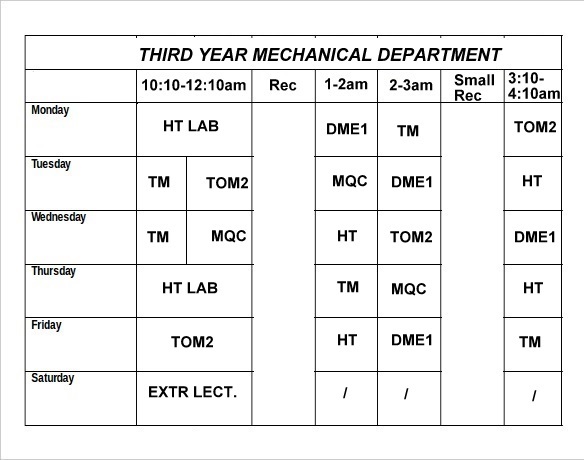 THIRD YEAR MECHANICAL DEPARTMENT
10:10-12:10am Rec 1-2am 2-3am Small Rec 3:10-4:10am
Monday HT LAB DME1 TM TOM2
Tuesday TM TOM2 MQC DME1 HT
Wednesday TM MQC HT TOM2 DME1
Thursday HT LAB TM MQC HT
Friday TOM2 HT DME1 TM
Saturday EXTR LECT. / / /